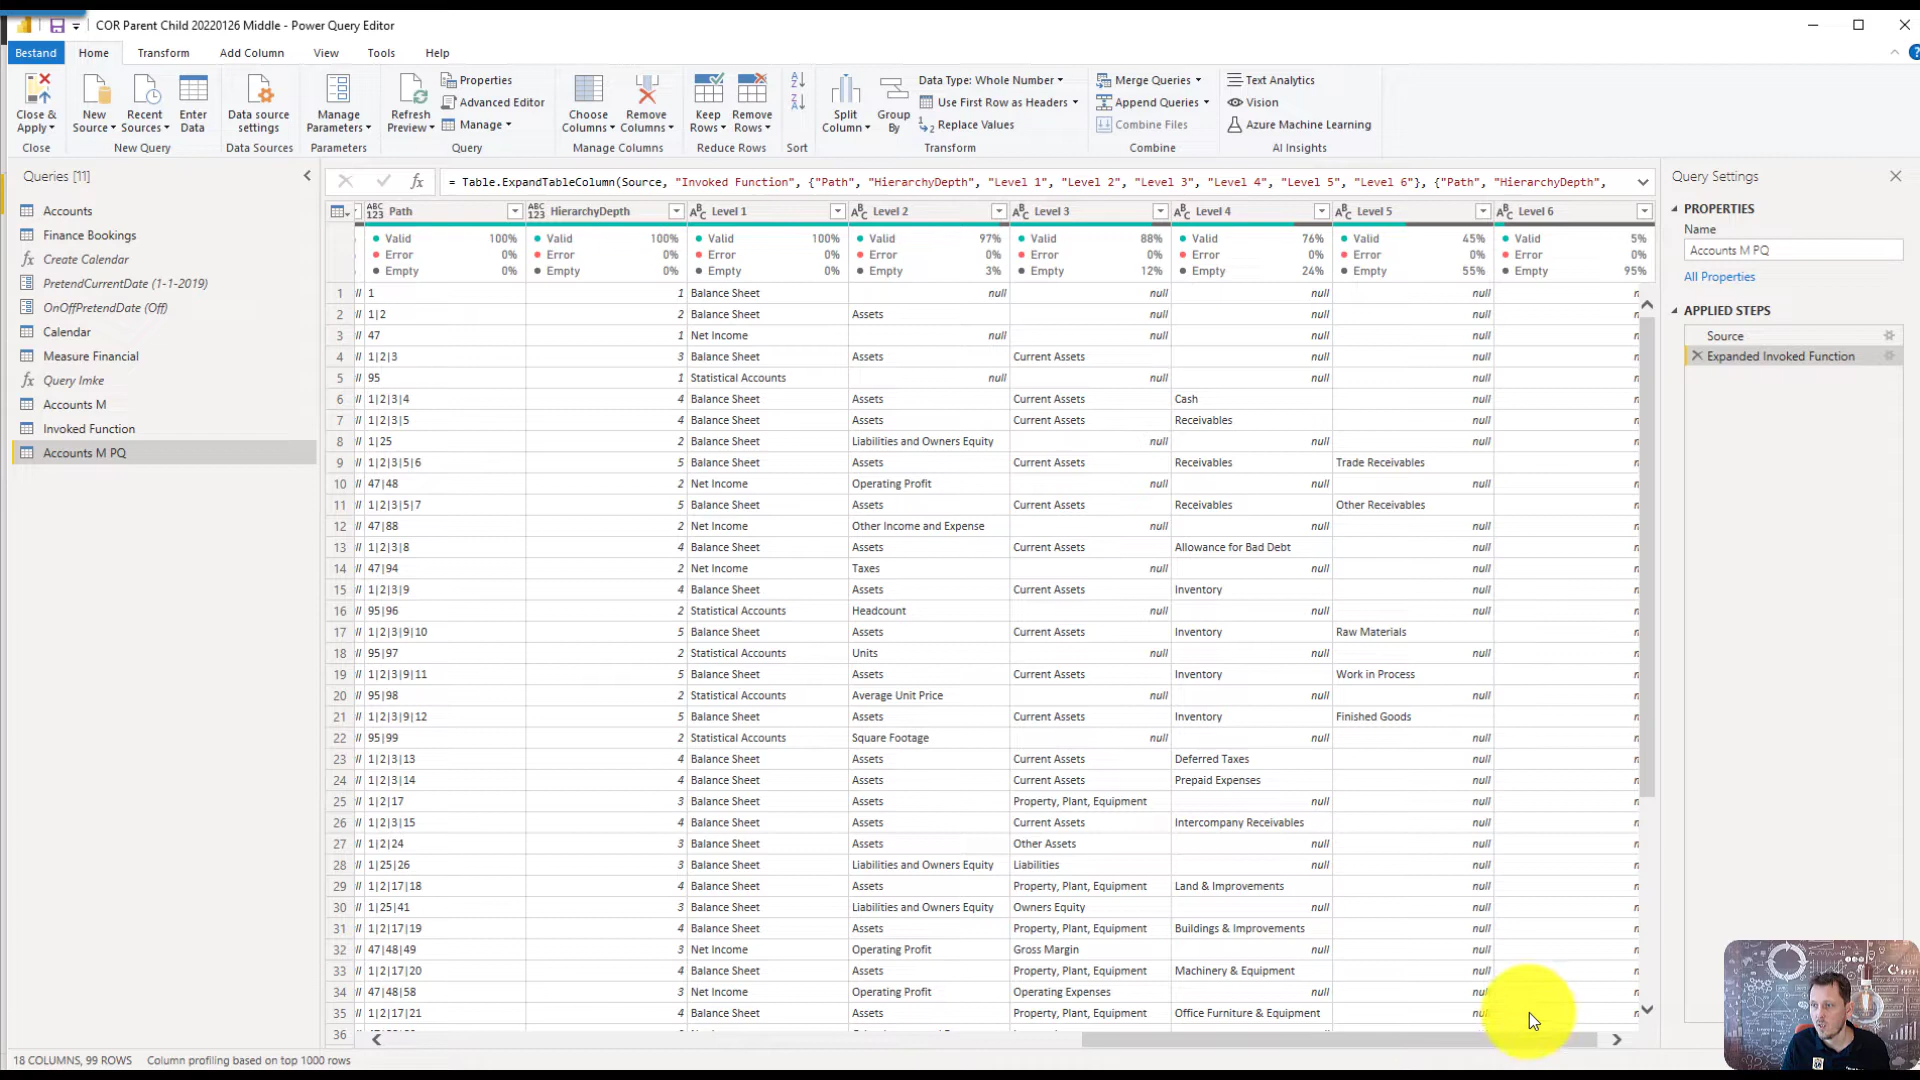 COR Parent Child 20220126 Middle - Power Query Editor
Bestand Home Transform Add Column View Tools Help
Close & Apply New Source Recent Sources Enter Data Data source settings Manage Parameters Refresh Preview Properties Advanced Editor Manage Choose Columns Remove Columns Keep Rows Remove Rows Split Column Group By Data Type: Whole Number Use First Row as Headers Replace Values Merge Queries Append Queries Combine Files Text Analytics Vision Azure Machine Learning
Close New Query Data Sources Parameters Query Manage Columns Reduce Rows Sort Transform Combine AI Insights
Queries [11]
Accounts
Finance Bookings
Create Calendar
PretendCurrentDate (1-1-2019)
OnOffPretendDate (Off)
Calendar
Measure Financial
Query Imke
Accounts M
Invoked Function
Accounts M PQ
= Table.ExpandTableColumn(Source, "Invoked Function", {"Path", "HierarchyDepth", "Level 1", "Level 2", "Level 3", "Level 4", "Level 5", "Level 6"}, {"Path", "HierarchyDepth",
Path HierarchyDepth Level 1 Level 2 Level 3 Level 4 Level 5 Level 6
Valid 100% Valid 100% Valid 100% Valid 97% Valid 88% Valid 76% Valid 45% Valid 5%
Error 0% Error 0% Error 0% Error 0% Error 0% Error 0% Error 0% Error 0%
Empty 0% Empty 0% Empty 0% Empty 3% Empty 12% Empty 24% Empty 55% Empty 95%
1 1 1 Balance Sheet null null null null
2 1|2 2 Balance Sheet Assets null null null
3 47 1 Net Income null null null null
4 1|2|3 3 Balance Sheet Assets Current Assets null null
5 95 1 Statistical Accounts null null null null
6 1|2|3|4 4 Balance Sheet Assets Current Assets Cash null
7 1|2|3|5 4 Balance Sheet Assets Current Assets Receivables null
8 1|25 2 Balance Sheet Liabilities and Owners Equity null null null
9 1|2|3|5|6 5 Balance Sheet Assets Current Assets Receivables Trade Receivables
10 47|48 2 Net Income Operating Profit null null null
11 1|2|3|5|7 5 Balance Sheet Assets Current Assets Receivables Other Receivables
12 47|88 2 Net Income Other Income and Expense null null null
13 1|2|3|8 4 Balance Sheet Assets Current Assets Allowance for Bad Debt null
14 47|94 2 Net Income Taxes null null null
15 1|2|3|9 4 Balance Sheet Assets Current Assets Inventory null
16 95|96 2 Statistical Accounts Headcount null null null
17 1|2|3|9|10 5 Balance Sheet Assets Current Assets Inventory Raw Materials
18 95|97 2 Statistical Accounts Units null null null
19 1|2|3|9|11 5 Balance Sheet Assets Current Assets Inventory Work in Process
20 95|98 2 Statistical Accounts Average Unit Price null null null
21 1|2|3|9|12 5 Balance Sheet Assets Current Assets Inventory Finished Goods
22 95|99 2 Statistical Accounts Square Footage null null null
23 1|2|3|13 4 Balance Sheet Assets Current Assets Deferred Taxes null
24 1|2|3|14 4 Balance Sheet Assets Current Assets Prepaid Expenses null
25 1|2|17 3 Balance Sheet Assets Property, Plant, Equipment null null
26 1|2|3|15 4 Balance Sheet Assets Current Assets Intercompany Receivables null
27 1|2|24 3 Balance Sheet Assets Other Assets null null
28 1|25|26 3 Balance Sheet Liabilities and Owners Equity Liabilities null null
29 1|2|17|18 4 Balance Sheet Assets Property, Plant, Equipment Land & Improvements null
30 1|25|41 3 Balance Sheet Liabilities and Owners Equity Owners Equity null null
31 1|2|17|19 4 Balance Sheet Assets Property, Plant, Equipment Buildings & Improvements null
32 47|48|49 3 Net Income Operating Profit Gross Margin null null
33 1|2|17|20 4 Balance Sheet Assets Property, Plant, Equipment Machinery & Equipment null
34 47|48|58 3 Net Income Operating Profit Operating Expenses null null
35 1|2|17|21 4 Balance Sheet Assets Property, Plant, Equipment Office Furniture & Equipment null
36
Query Settings
PROPERTIES
Name
Accounts M PQ
All Properties
APPLIED STEPS
Source
Expanded Invoked Function
18 COLUMNS, 99 ROWS Column profiling based on top 1000 rows